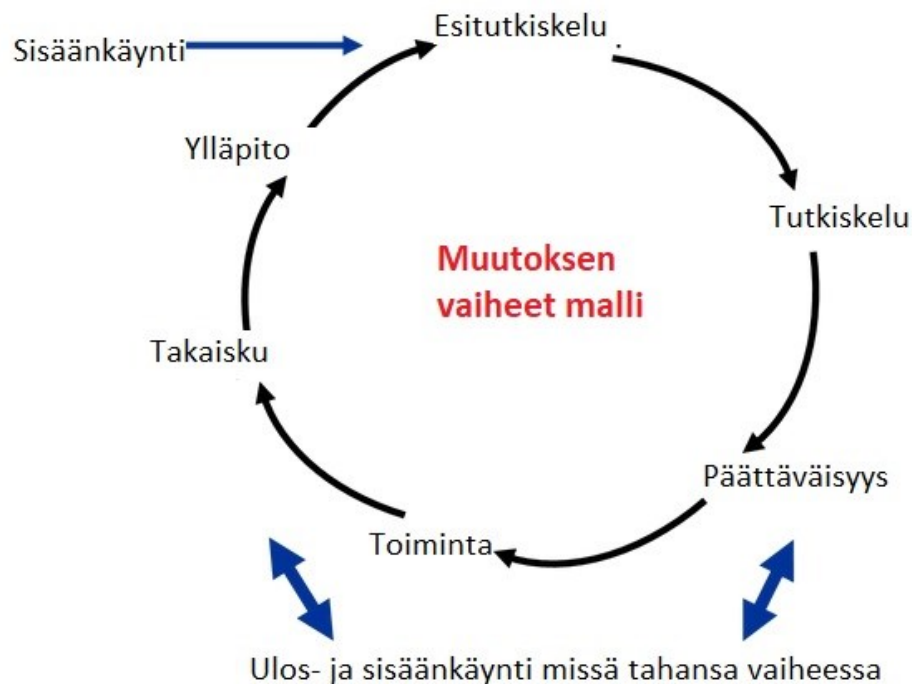 Esitutkiskelu
Sisäänkäynti
Ylläpito
Tutkiskelu
Muutoksen
vaiheet malli
Takaisku
Päättäväisyys
Toiminta
Ulos- ja sisäänkäynti missä tahansa vaiheessa